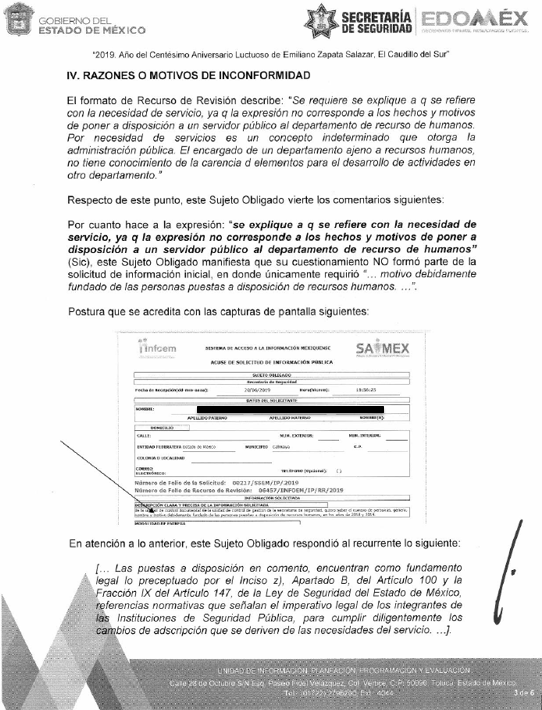 GOBIERNO DEL
ESTADO DE MÉXICO
SECRETARÍA
DE SEGURIDAD
EDOMÉX
DECISIONES FIRMES, RESULTADOS FUERTES.
"2019. Año del Centésimo Aniversario Luctuoso de Emiliano Zapata Salazar, El Caudillo del Sur"
IV. RAZONES O MOTIVOS DE INCONFORMIDAD
El formato de Recurso de Revisión describe: "Se requiere se explique a q se refiere
con la necesidad de servicio, ya q la expresión no corresponde a los hechos y motivos
de poner a disposición a un servidor público al departamento de recurso de humanos.
Por necesidad de servicios es un concepto indeterminado que otorga la
administración pública. El encargado de un departamento ajeno a recursos humanos,
no tiene conocimiento de la carencia d elementos para el desarrollo de actividades en
otro departamento."
Respecto de este punto, este Sujeto Obligado vierte los comentarios siguientes:
Por cuanto hace a la expresión: "se explique a q se refiere con la necesidad de
servicio, ya q la expresión no corresponde a los hechos y motivos de poner a
disposición a un servidor público al departamento de recurso de humanos"
(Sic), este Sujeto Obligado manifiesta que su cuestionamiento NO formó parte de la
solicitud de información inicial, en donde únicamente requirió "… motivo debidamente
fundado de las personas puestas a disposición de recursos humanos. …".
Postura que se acredita con las capturas de pantalla siguientes:
infoem
SISTEMA DE ACCESO A LA INFORMACIÓN MEXIQUENSE
SAIMEX
ACUSE DE SOLICITUD DE INFORMACIÓN PÚBLICA
SUJETO OBLIGADO
Secretaría de Seguridad
Fecha de Recepción(dd-mm-aaaa): 20/06/2019 Hora(hh:mm):
DATOS DEL SOLICITANTE
NOMBRE:
APELLIDO PATERNO APELLIDO MATERNO NOMBRE(S):
DOMICILIO
CALLE: NUM. EXTERIOR: NUM. INTERIOR:
ENTIDAD FEDERATIVA Estado de México MUNICIPIO C.P.
COLONIA O LOCALIDAD
CORREO
ELECTRÓNICO: TELÉFONO (Opcional): ( )
Número de Folio de la Solicitud: 00217/SSEM/IP/2019
Número de Folio de Recurso de Revisión: 06457/INFOEM/IP/RR/2019
INFORMACIÓN SOLICITADA
DESCRIPCIÓN CLARA Y PRECISA DE LA INFORMACIÓN SOLICITADA
MODALIDAD DE ENTREGA
En atención a lo anterior, este Sujeto Obligado respondió al recurrente lo siguiente:
[… Las puestas a disposición en comento, encuentran como fundamento
legal lo preceptuado por el Inciso z), Apartado B, del Artículo 100 y la
Fracción IX del Artículo 147, de la Ley de Seguridad del Estado de México,
referencias normativas que señalan el imperativo legal de los integrantes de
las Instituciones de Seguridad Pública, para cumplir diligentemente los
cambios de adscripción que se deriven de las necesidades del servicio. …].
UNIDAD DE INFORMACIÓN, PLANEACIÓN, PROGRAMACIÓN Y EVALUACIÓN
Calle 28 de Octubre S/N Esq. Paseo Fidel Velázquez, Col. Vértice, C.P. 50090, Toluca, Estado de México.
3 de 6